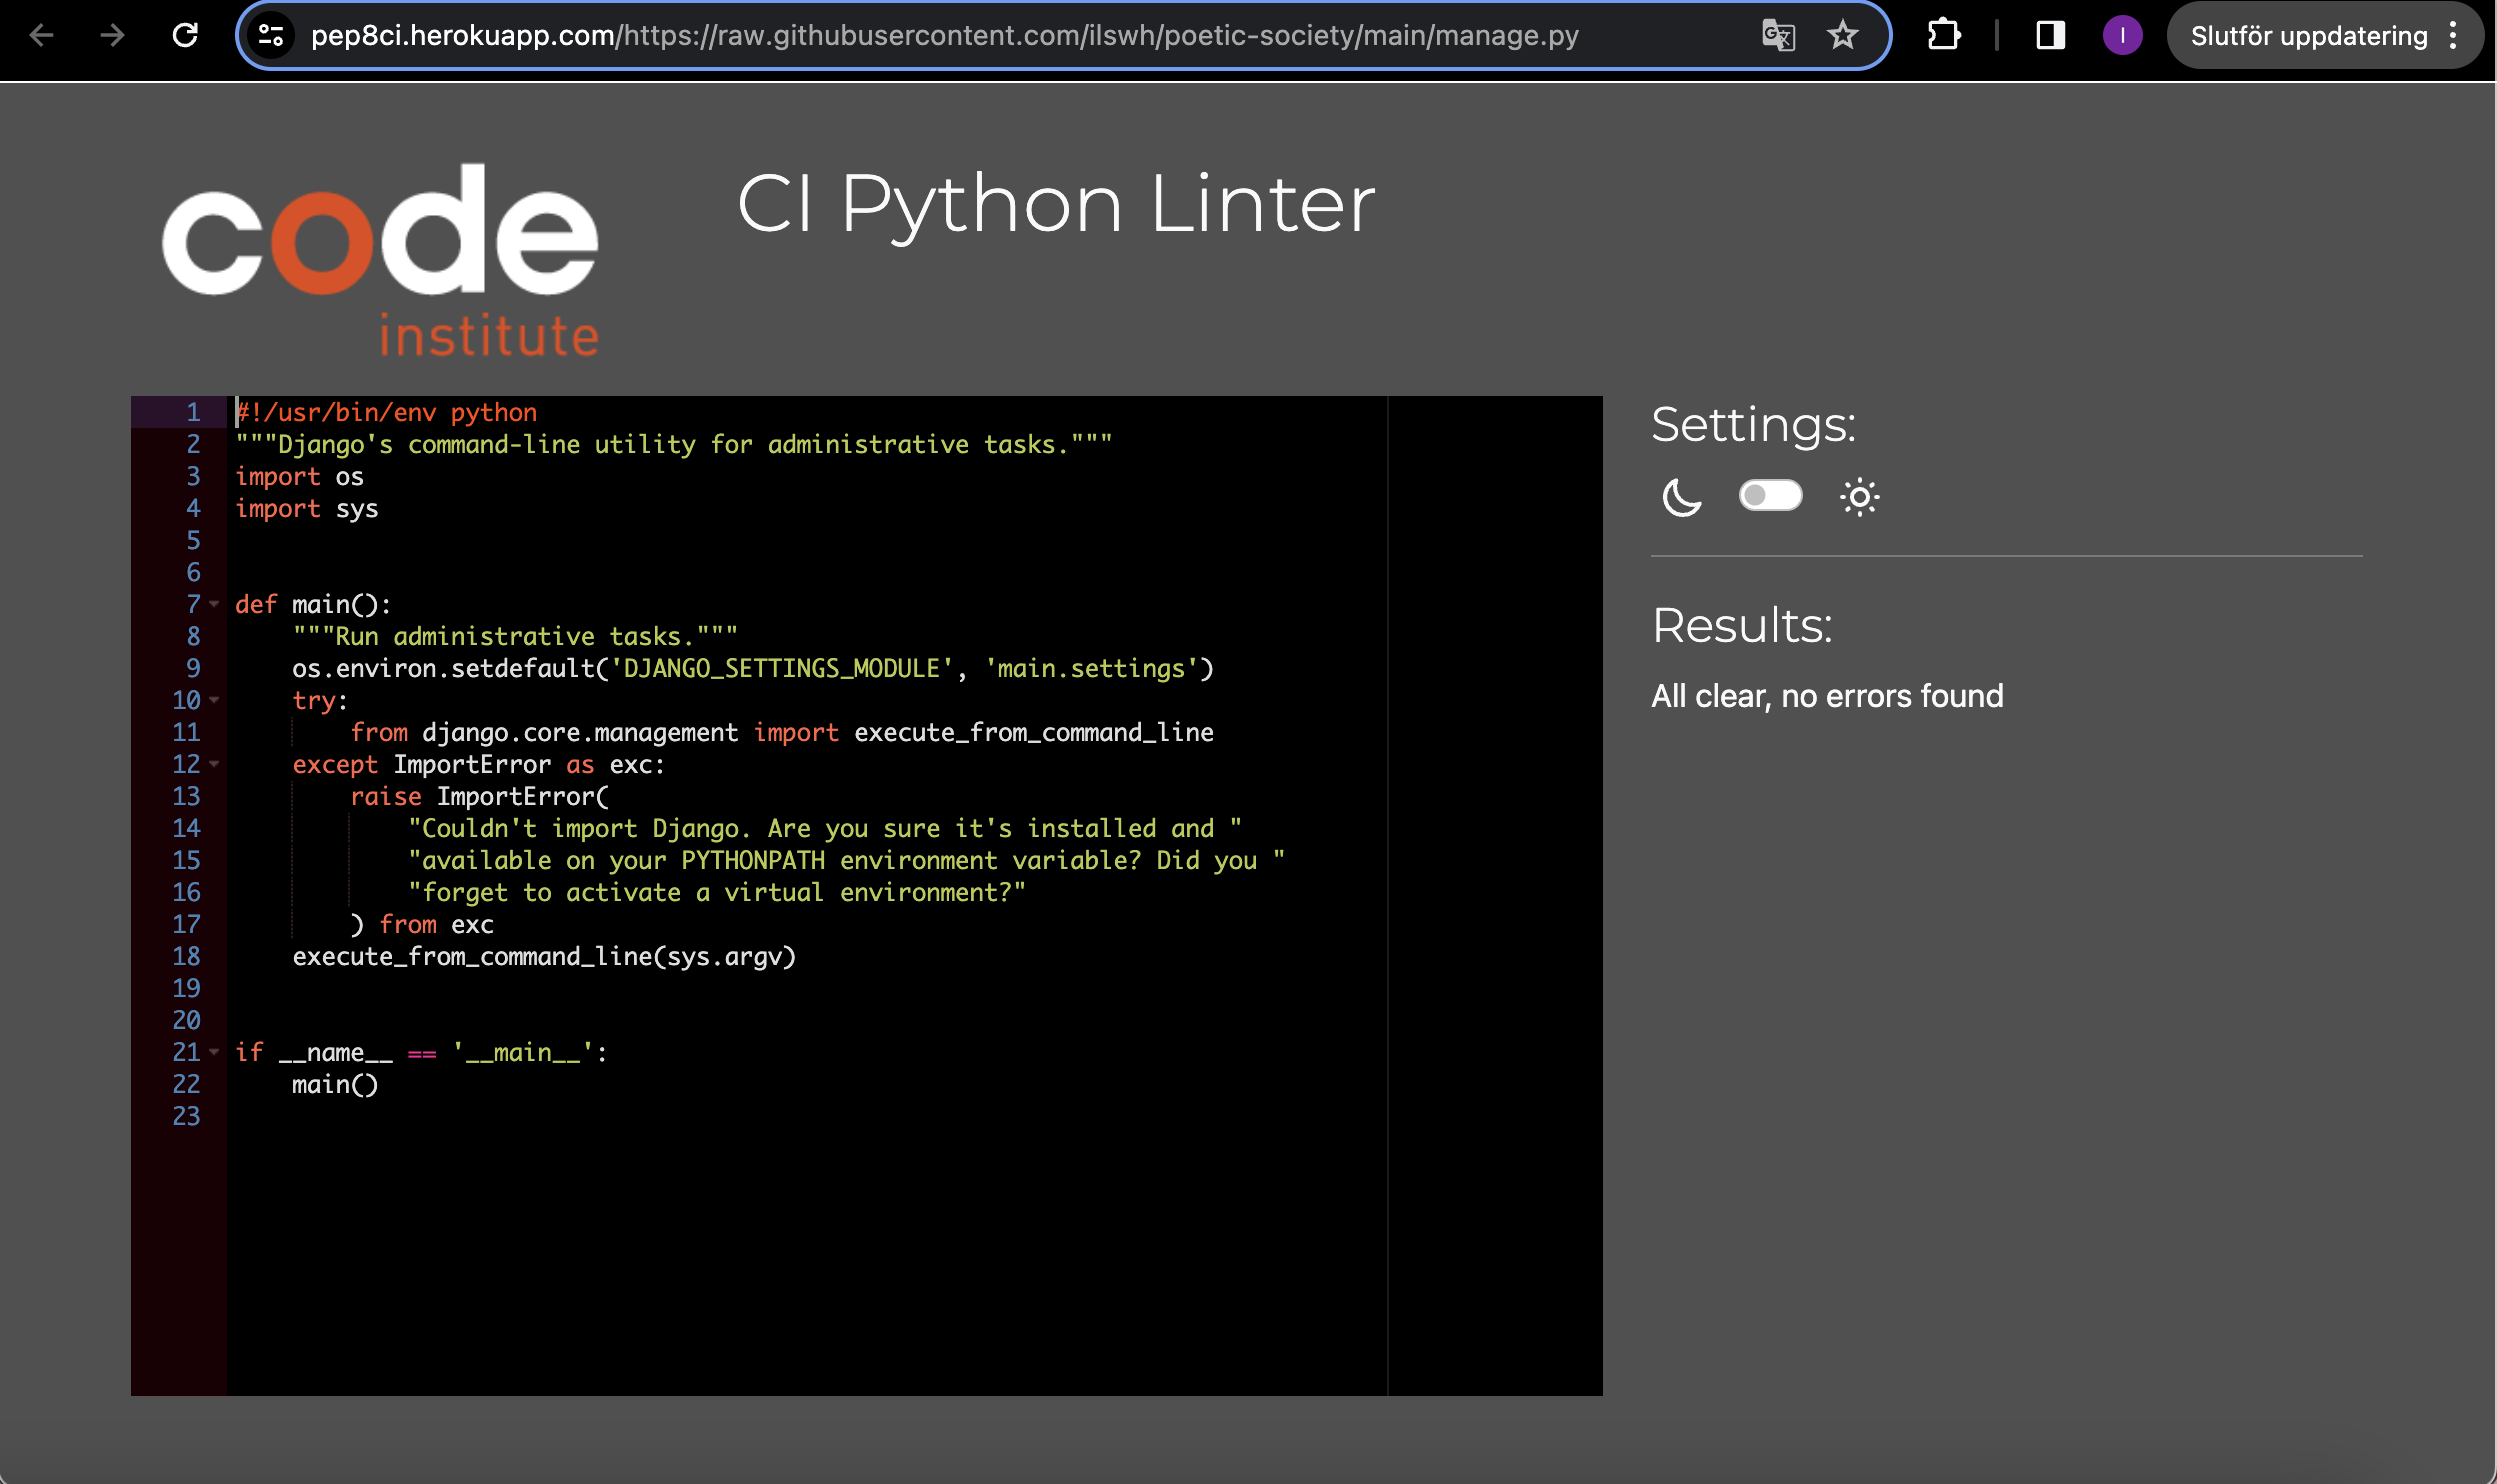 pep8ci.herokuapp.com/https://raw.githubusercontent.com/ilswh/poetic-society/main/manage.py
I
Slutför uppdatering
code
institute
CI Python Linter
1 #!/usr/bin/env python
2 """Django's command-line utility for administrative tasks."""
3 import os
4 import sys
5
6
7 def main():
8     """Run administrative tasks."""
9     os.environ.setdefault('DJANGO_SETTINGS_MODULE', 'main.settings')
10     try:
11         from django.core.management import execute_from_command_line
12     except ImportError as exc:
13         raise ImportError(
14             "Couldn't import Django. Are you sure it's installed and "
15             "available on your PYTHONPATH environment variable? Did you "
16             "forget to activate a virtual environment?"
17         ) from exc
18     execute_from_command_line(sys.argv)
19
20
21 if __name__ == '__main__':
22     main()
23
Settings:
Results:
All clear, no errors found